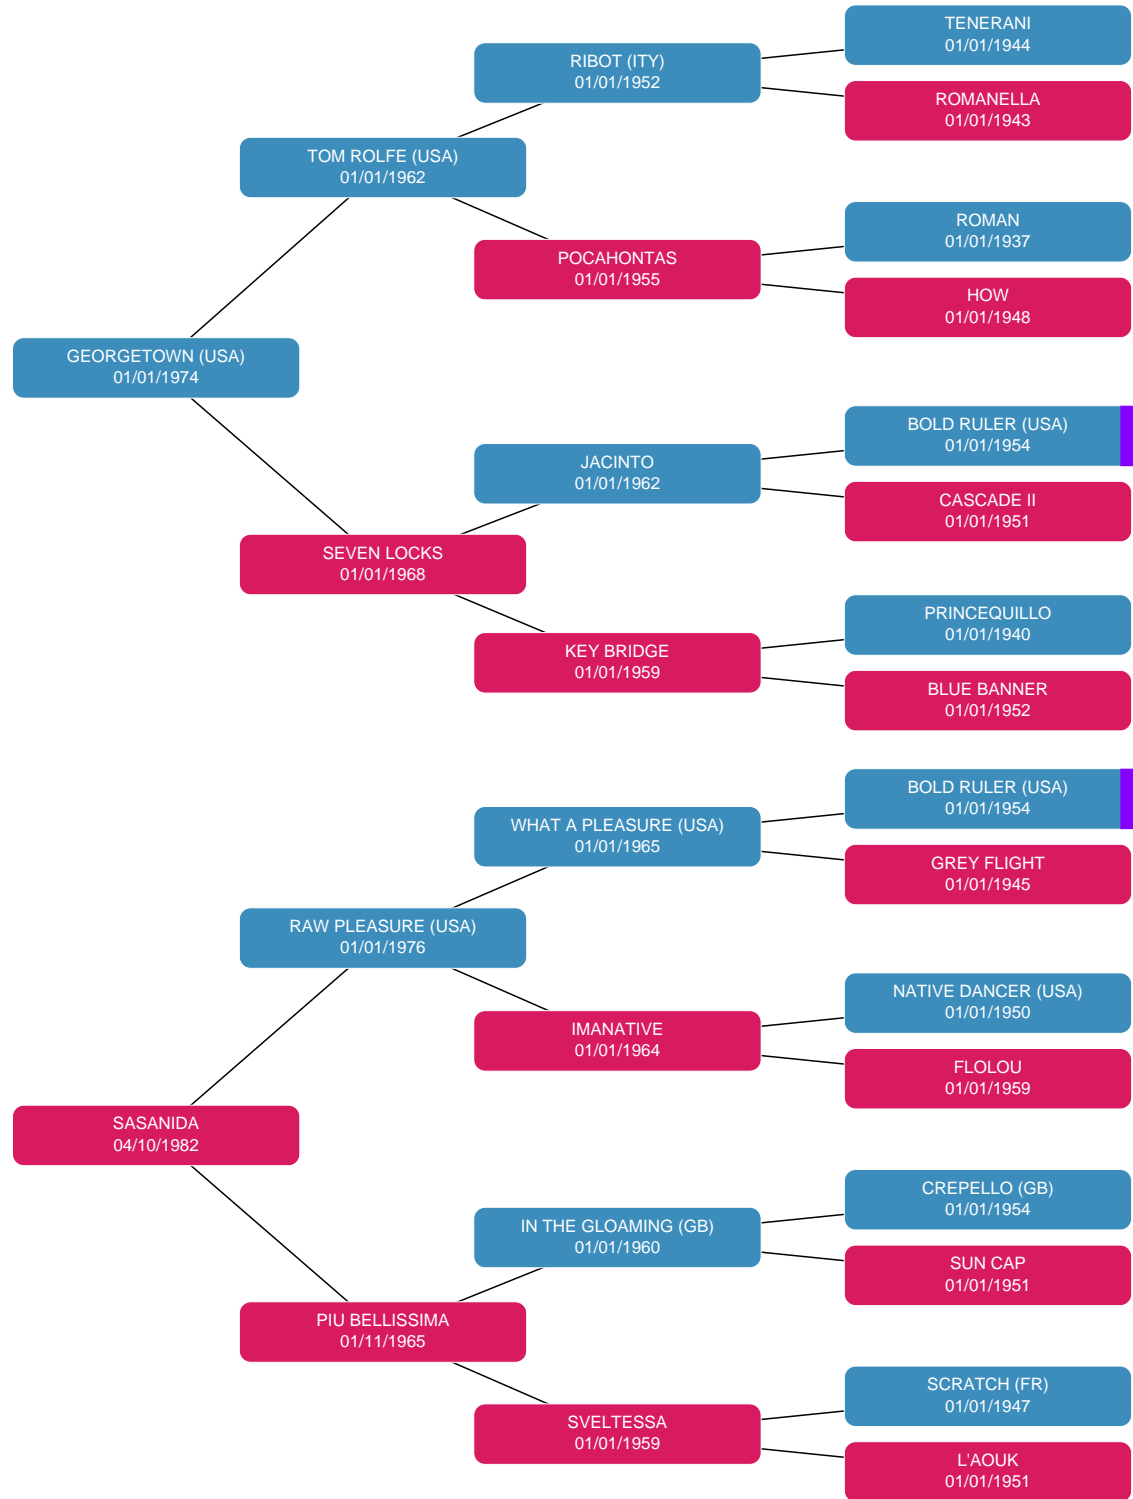 TENERANI
01/01/1944
RIBOT (ITY)
01/01/1952
ROMANELLA
01/01/1943
TOM ROLFE (USA)
01/01/1962
ROMAN
01/01/1937
POCAHONTAS
01/01/1955
HOW
01/01/1948
GEORGETOWN (USA)
01/01/1974
BOLD RULER (USA)
01/01/1954
JACINTO
01/01/1962
CASCADE II
01/01/1951
SEVEN LOCKS
01/01/1968
PRINCEQUILLO
01/01/1940
KEY BRIDGE
01/01/1959
BLUE BANNER
01/01/1952
BOLD RULER (USA)
01/01/1954
WHAT A PLEASURE (USA)
01/01/1965
GREY FLIGHT
01/01/1945
RAW PLEASURE (USA)
01/01/1976
NATIVE DANCER (USA)
01/01/1950
IMANATIVE
01/01/1964
FLOLOU
01/01/1959
SASANIDA
04/10/1982
CREPELLO (GB)
01/01/1954
IN THE GLOAMING (GB)
01/01/1960
SUN CAP
01/01/1951
PIU BELLISSIMA
01/11/1965
SCRATCH (FR)
01/01/1947
SVELTESSA
01/01/1959
L'AOUK
01/01/1951